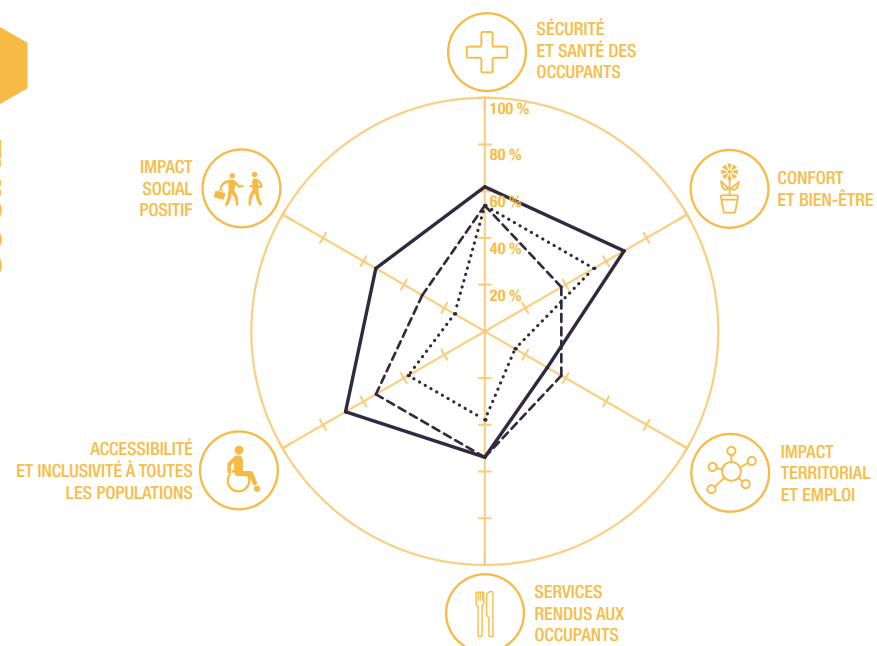 SÉCURITÉ
ET SANTÉ DES
OCCUPANTS
100 %
80 %
60 %
40 %
20 %
CONFORT
ET BIEN-ÊTRE
IMPACT
TERRITORIAL
ET EMPLOI
SERVICES
RENDUS AUX
OCCUPANTS
ACCESSIBILITÉ
ET INCLUSIVITÉ À TOUTES
LES POPULATIONS
IMPACT
SOCIAL
POSITIF